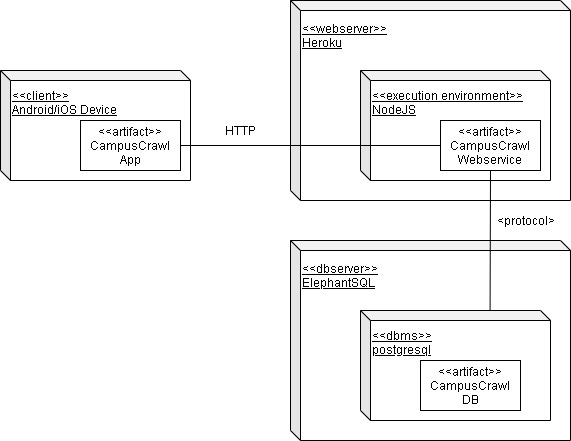 <<webserver>>
Heroku
<<client>>
Android/iOS Device
<<artifact>>
CampusCrawl
App
HTTP
<<execution environment>>
NodeJS
<<artifact>>
CampusCrawl
Webservice
<protocol>
<<dbserver>>
ElephantSQL
<<dbms>>
postgresql
<<artifact>>
CampusCrawl
DB